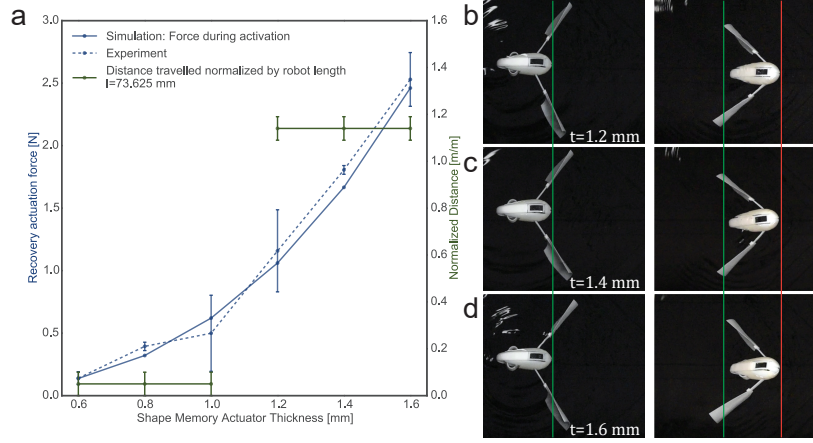 a
3.0
2.5
2.0
1.5
1.0
0.5
0.0
Recovery actuation force [N]
Simulation: Force during activation
Experiment
Distance travelled normalized by robot length
l=73,625 mm
1.6
1.4
1.2
1.0
0.8
0.6
0.4
0.2
0.0
Normalized Distance [m/m]
0.6 0.8 1.0 1.2 1.4 1.6
Shape Memory Actuator Thickness [mm]
b
t=1.2 mm
c
t=1.4 mm
d
t=1.6 mm